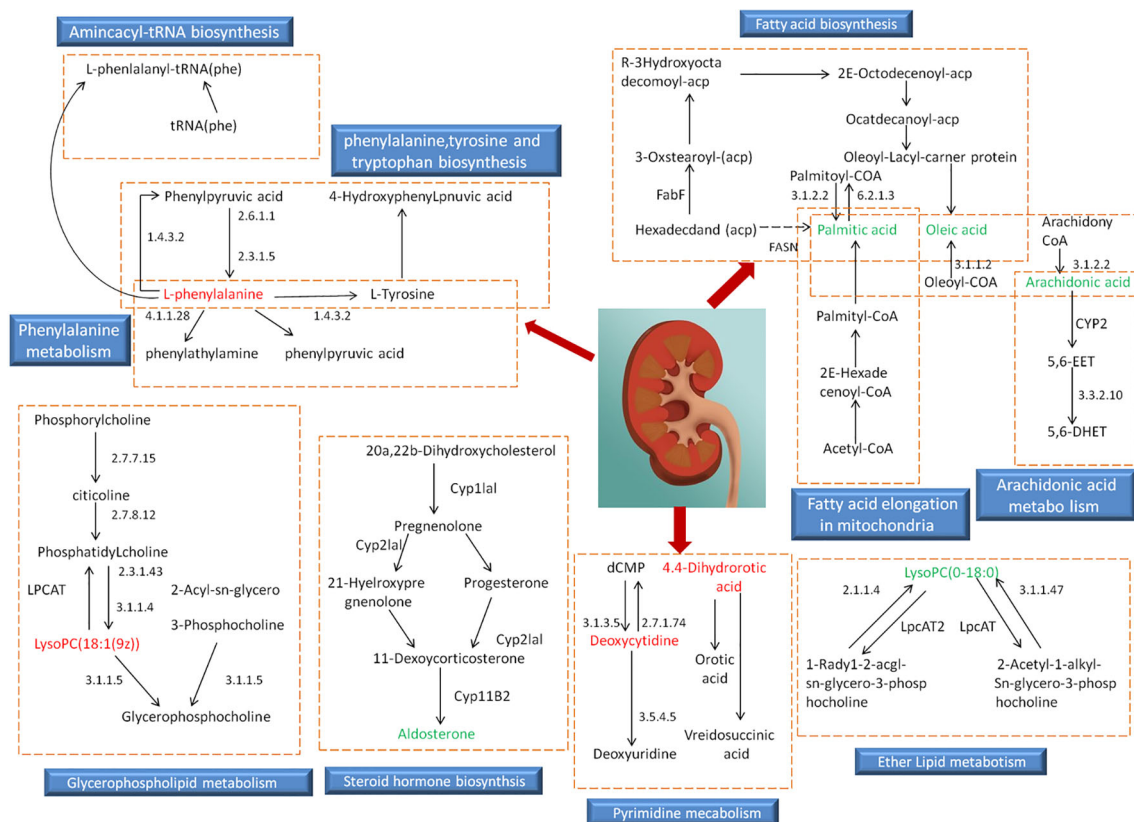 Amincacyl-tRNA biosynthesis
L-phenlalanyl-tRNA(phe)
tRNA(phe)
phenylalanine,tyrosine and
tryptophan biosynthesis
Phenylpyruvic acid
4-HydroxyphenyLpnuvic acid
2.6.1.1
1.4.3.2
2.3.1.5
L-phenylalanine
L-Tyrosine
4.1.1.28
1.4.3.2
Phenylalanine
metabolism
phenylathylamine
phenylpyruvic acid
Fatty acid biosynthesis
R-3Hydroxyocta
decomoyl-acp
2E-Octodecenoyl-acp
Ocatdecanoyl-acp
3-Oxstearoyl-(acp)
Oleoyl-Lacyl-carner protein
Palmitoyl-COA
FabF
3.1.2.2
6.2.1.3
Hexadecdand (acp)
FASN
Palmitic acid
Oleic acid
Arachidony
CoA
3.1.1.2
3.1.2.2
Oleoyl-COA
Arachidonic acid
Palmityl-CoA
CYP2
2E-Hexade
cenoyl-CoA
5,6-EET
3.3.2.10
Acetyl-CoA
5,6-DHET
Fatty acid elongation
in mitochondria
Arachidonic acid
metabo lism
Phosphorylcholine
2.7.7.15
citicoline
2.7.8.12
PhosphatidyLcholine
2.3.1.43
LPCAT
3.1.1.4
2-Acyl-sn-glycero
3-Phosphocholine
LysoPC(18:1(9z))
3.1.1.5
3.1.1.5
Glycerophosphocholine
Glycerophospholipid metabolism
20a,22b-Dihydroxycholesterol
Cyp1lal
Pregnenolone
Cyp2lal
21-Hyelroxypre
gnenolone
Progesterone
Cyp2lal
11-Dexoycorticosterone
Cyp11B2
Aldosterone
Steroid hormone biosynthsis
dCMP
4.4-Dihydrorotic
acid
3.1.3.5
2.7.1.74
Deoxycytidine
Orotic
acid
3.5.4.5
Deoxyuridine
Vreidosuccinic
acid
Pyrimidine mecabolism
LysoPC(0-18:0)
2.1.1.4
3.1.1.47
LpcAT2
LpcAT
1-Rady1-2-acgl-
sn-glycero-3-phosp
hocholine
2-Acetyl-1-alkyl-
Sn-glycero-3-phosp
hocholine
Ether Lipid metabotism